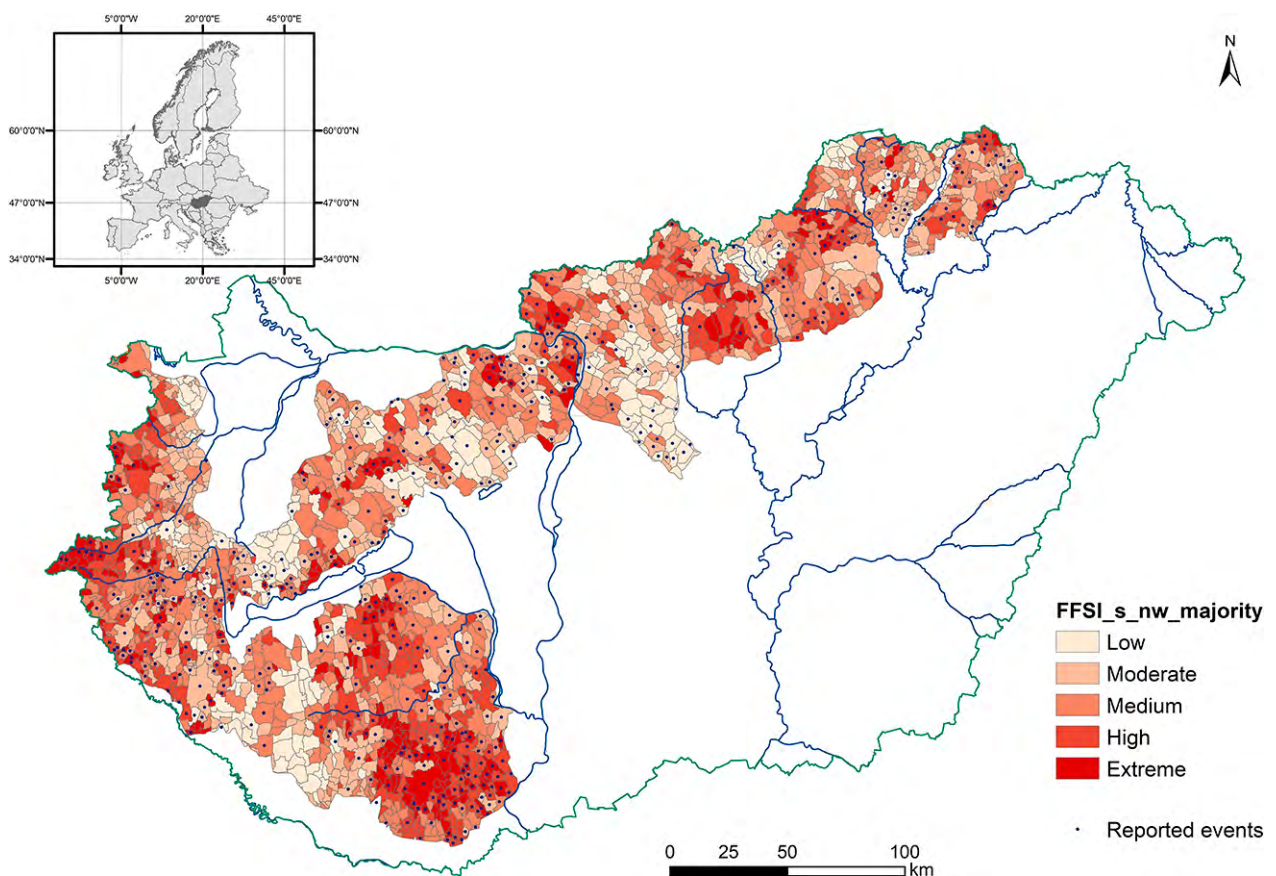 5°0'0"W 20°0'0"E 45°0'0"E
60°0'0"N 60°0'0"N
47°0'0"N 47°0'0"N
34°0'0"N 34°0'0"N
5°0'0"W 20°0'0"E 45°0'0"E
N
FFSI_s_nw_majority
Low
Moderate
Medium
High
Extreme
Reported events
0 25 50 100
km